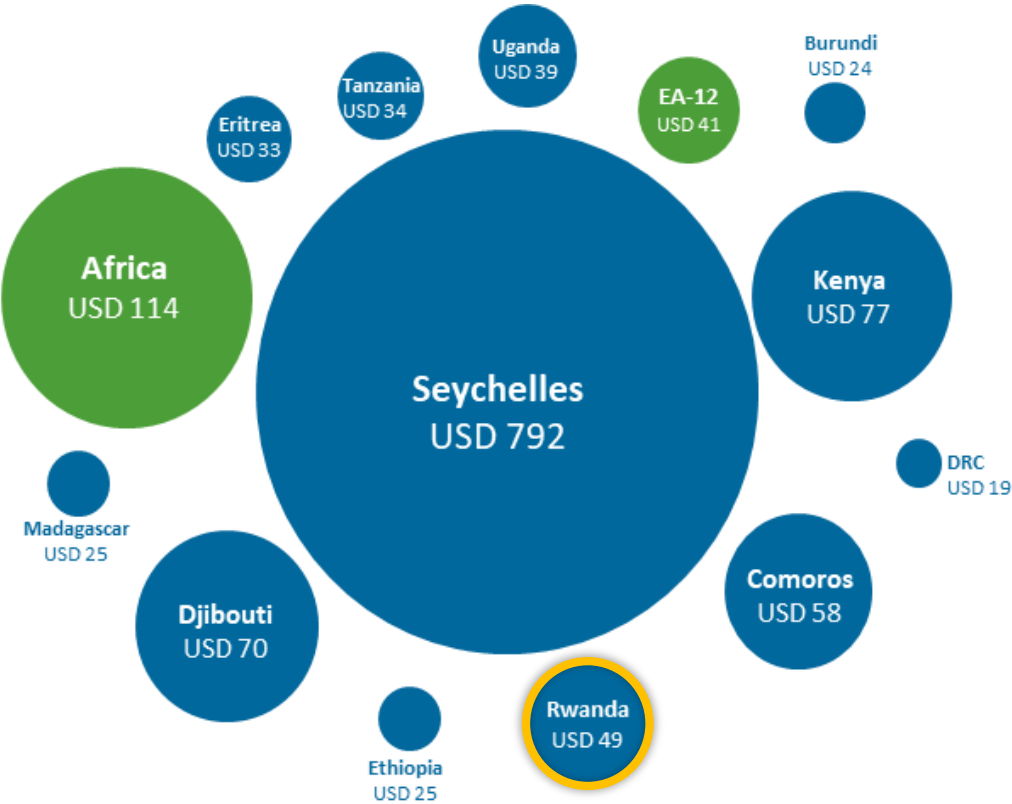 Uganda
USD 39
Burundi
USD 24
Tanzania
USD 34
EA-12
USD 41
Eritrea
USD 33
Africa
USD 114
Kenya
USD 77
Seychelles
USD 792
DRC
USD 19
Madagascar
USD 25
Comoros
USD 58
Djibouti
USD 70
Rwanda
USD 49
Ethiopia
USD 25